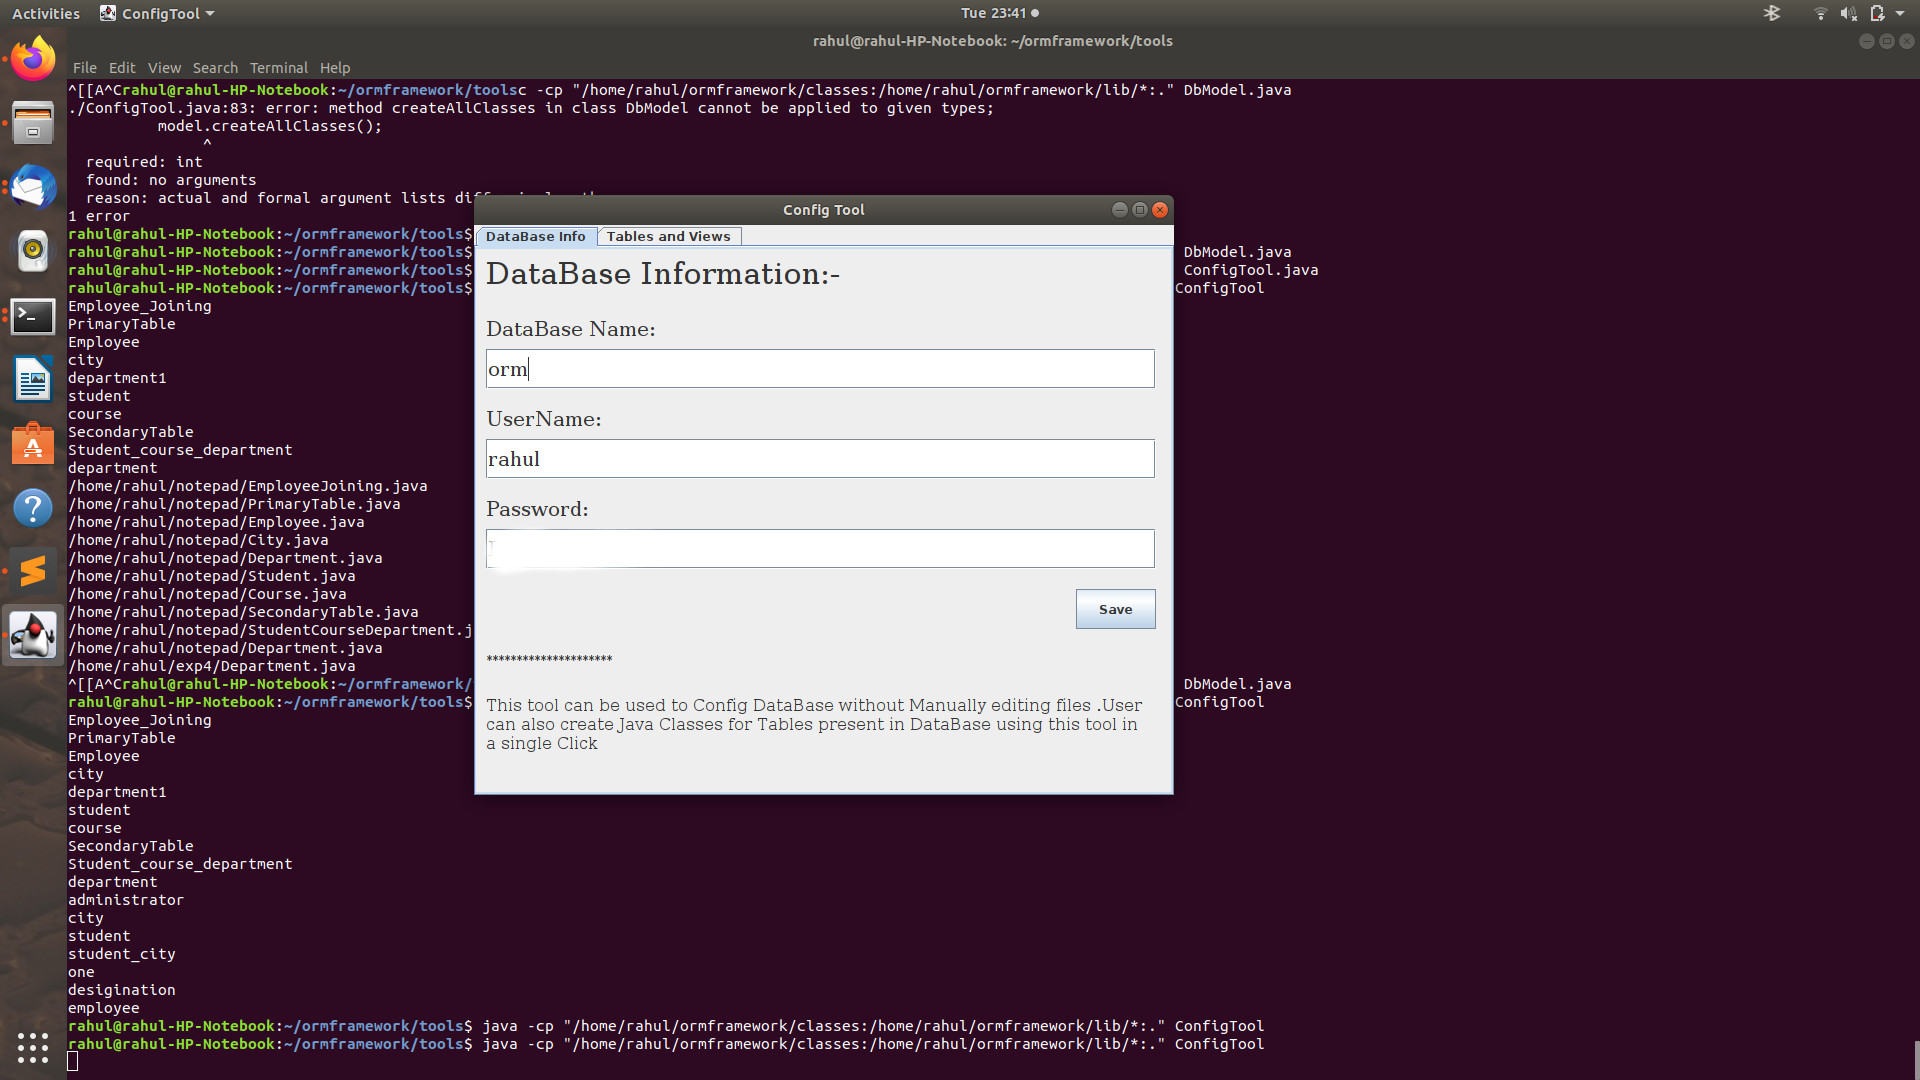 Activities ConfigTool Tue 23:41
rahul@rahul-HP-Notebook: ~/ormframework/tools
File Edit View Search Terminal Help
^[[A^Crahul@rahul-HP-Notebook:~/ormframework/toolsc -cp "/home/rahul/ormframework/classes:/home/rahul/ormframework/lib/*:." DbModel.java
./ConfigTool.java:83: error: method createAllClasses in class DbModel cannot be applied to given types;
model.createAllClasses();
^
required: int
found: no arguments
reason: actual and formal argument lists
1 error
rahul@rahul-HP-Notebook:~/ormframework/tools$
rahul@rahul-HP-Notebook:~/ormframework/tools$ DbModel.java
rahul@rahul-HP-Notebook:~/ormframework/tools$ ConfigTool.java
rahul@rahul-HP-Notebook:~/ormframework/tools$ ConfigTool
Employee_Joining
PrimaryTable
Employee
city
department1
student
course
SecondaryTable
Student_course_department
department
/home/rahul/notepad/EmployeeJoining.java
/home/rahul/notepad/PrimaryTable.java
/home/rahul/notepad/Employee.java
/home/rahul/notepad/City.java
/home/rahul/notepad/Department.java
/home/rahul/notepad/Student.java
/home/rahul/notepad/Course.java
/home/rahul/notepad/SecondaryTable.java
/home/rahul/notepad/StudentCourseDepartment.j
/home/rahul/notepad/Department.java
/home/rahul/exp4/Department.java
^[[A^Crahul@rahul-HP-Notebook:~/ormframework/ DbModel.java
rahul@rahul-HP-Notebook:~/ormframework/tools$ ConfigTool
Employee_Joining
PrimaryTable
Employee
city
department1
student
course
SecondaryTable
Student_course_department
department
administrator
city
student
student_city
one
desigination
employee
rahul@rahul-HP-Notebook:~/ormframework/tools$ java -cp "/home/rahul/ormframework/classes:/home/rahul/ormframework/lib/*:." ConfigTool
rahul@rahul-HP-Notebook:~/ormframework/tools$ java -cp "/home/rahul/ormframework/classes:/home/rahul/ormframework/lib/*:." ConfigTool
Config Tool
DataBase Info Tables and Views
DataBase Information:-
DataBase Name:
orm
UserName:
rahul
Password:
Save
*********************
This tool can be used to Config DataBase without Manually editing files .User
can also create Java Classes for Tables present in DataBase using this tool in
a single Click